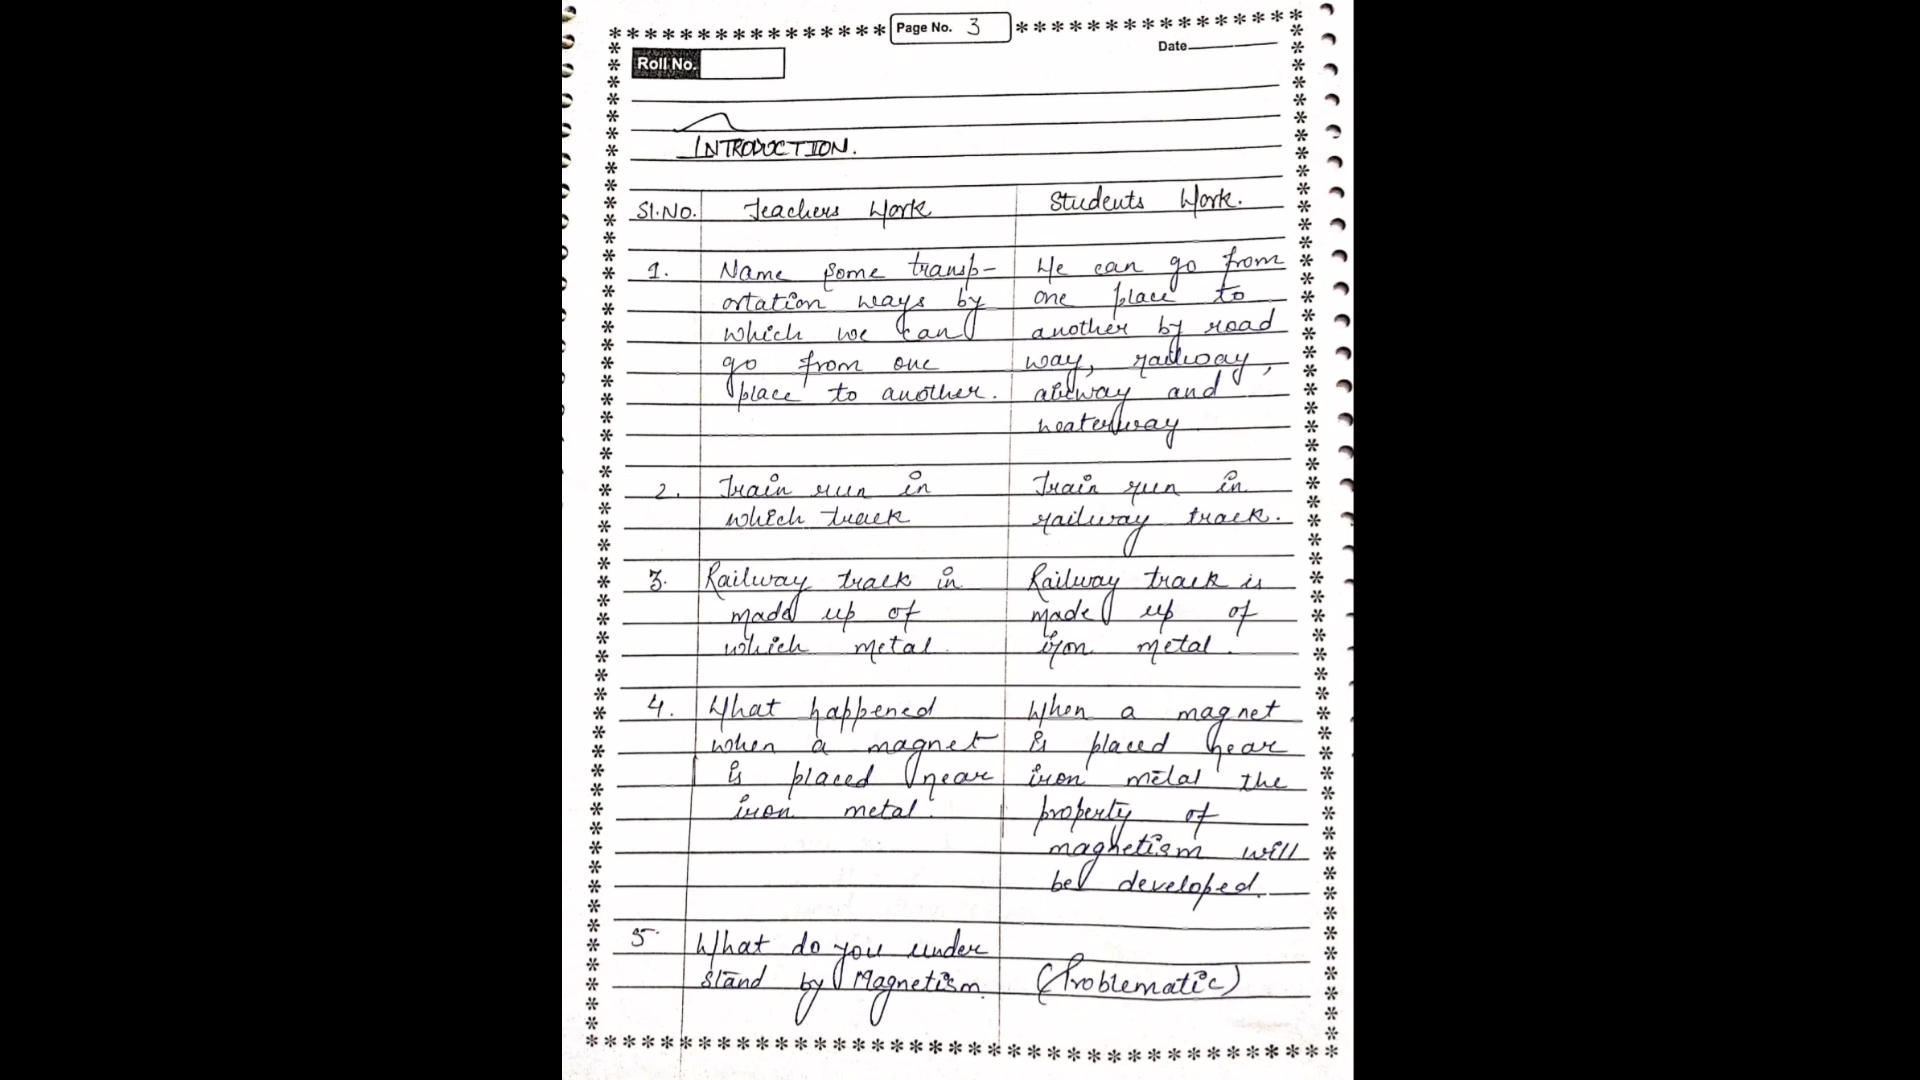 Page No. 3
Date
Roll No.
INTRODUCTION.
Sl.No. Teachers Work Students Work.
1. Name some transp- We can go from
ortation ways by one place to
which we can another by road
go from one way, railway,
place to another. airway and
waterway
2. Train run in Train run in
which track railway track.
3. Railway track in Railway track is
made up of made up of
which metal. iron metal.
4. What happened When a magnet
when a magnet is placed near
is placed near iron metal the
iron metal. property of
magnetism will
be developed.
5. What do you under
stand by Magnetism. (Problematic)